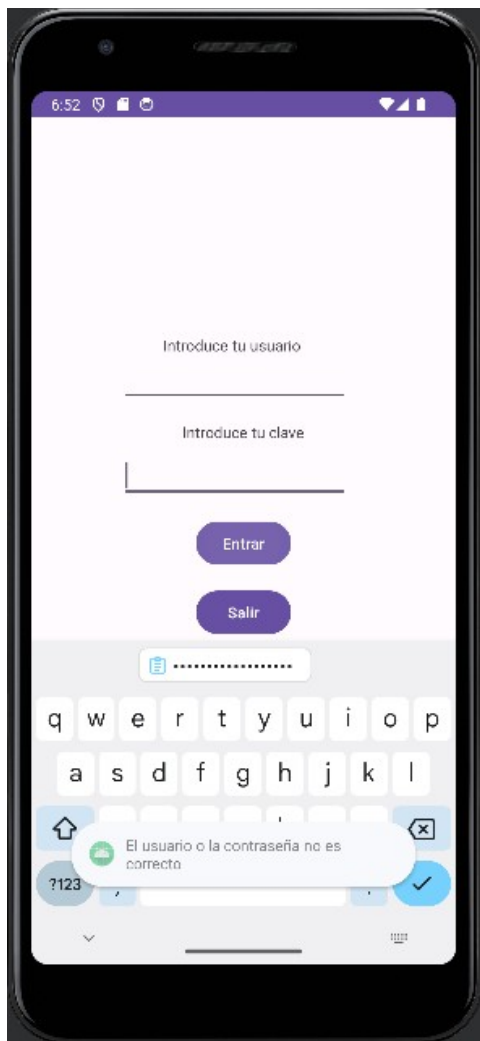 6:52
Introduce tu usuario
Introduce tu clave
Entrar
Salir
••••••••••••••••••
q w e r t y u i o p
a s d f g h j k l
El usuario o la contraseña no es
correcto
?123 ,